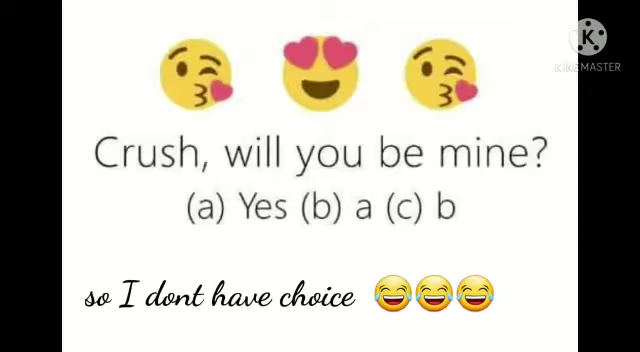 KINEMASTER
Crush, will you be mine?
(a) Yes (b) a (c) b
so I dont have choice 😂😂😂